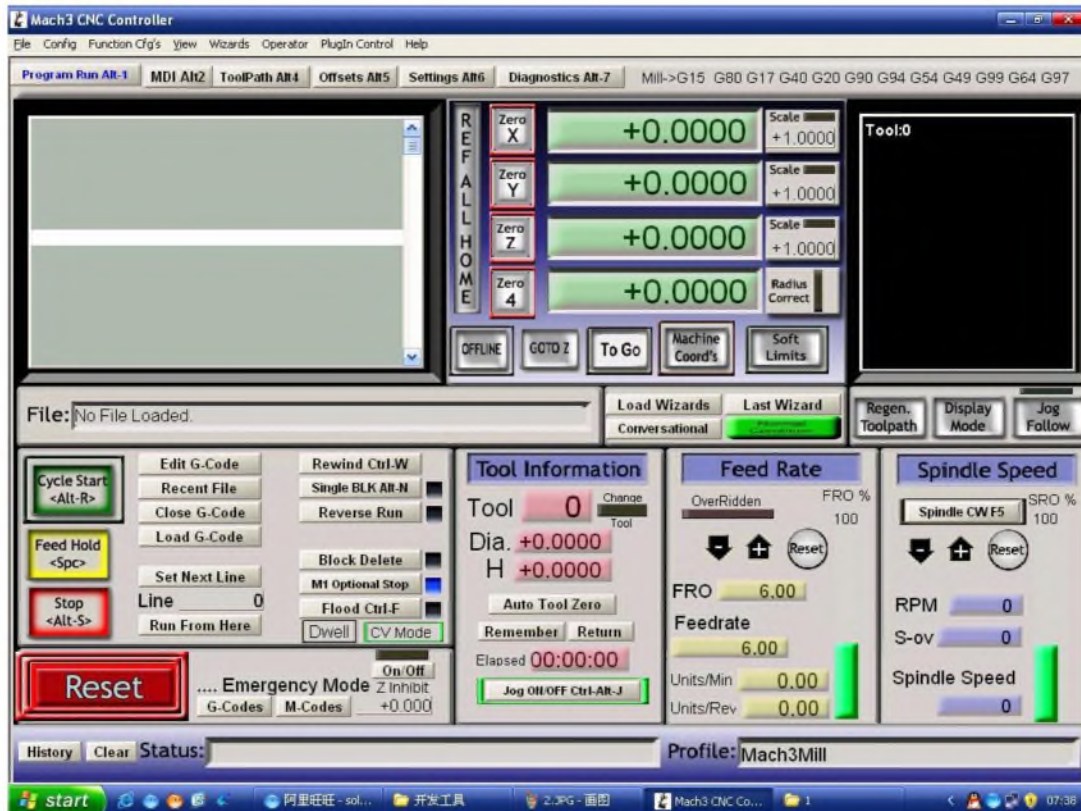 Mach3 CNC Controller
File Config Function Cfg's View Wizards Operator PlugIn Control Help
Program Run Alt-1 MDI Alt2 ToolPath Alt4 Offsets Alt5 Settings Alt6 Diagnostics Alt-7 Mill->G15 G80 G17 G40 G20 G90 G94 G54 G49 G99 G64 G97
REF ALL HOME
Zero X +0.0000 Scale +1.0000
Zero Y +0.0000 Scale +1.0000
Zero Z +0.0000 Scale +1.0000
Zero 4 +0.0000 Radius Correct
OFFLINE GOTO Z To Go Machine Coord's Soft Limits
Tool:0
File: No File Loaded.
Load Wizards Last Wizard
Conversational
Regen. Toolpath Display Mode Jog Follow
Cycle Start <Alt-R>
Feed Hold <Spc>
Stop <Alt-S>
Edit G-Code
Recent File
Close G-Code
Load G-Code
Set Next Line
Line 0
Run From Here
Rewind Ctrl-W
Single BLK Alt-N
Reverse Run
Block Delete
M1 Optional Stop
Flood Ctrl-F
Dwell CV Mode
Reset
.... Emergency Mode
G-Codes M-Codes
On/Off
Z Inhibit
+0.000
Tool Information
Tool 0 Change Tool
Dia. +0.0000
H +0.0000
Auto Tool Zero
Remember Return
Elapsed 00:00:00
Jog ON/OFF Ctrl-Alt-J
Feed Rate
OverRidden FRO %
100
Reset
FRO 6.00
Feedrate
6.00
Units/Min 0.00
Units/Rev 0.00
Spindle Speed
Spindle CW F5 SRO %
100
Reset
RPM 0
S-ov 0
Spindle Speed
0
History Clear Status: Profile: Mach3Mill
start 阿里旺旺 - sol... 开发工具 2.JPG - 画图 Mach3 CNC Co... 1 07:38